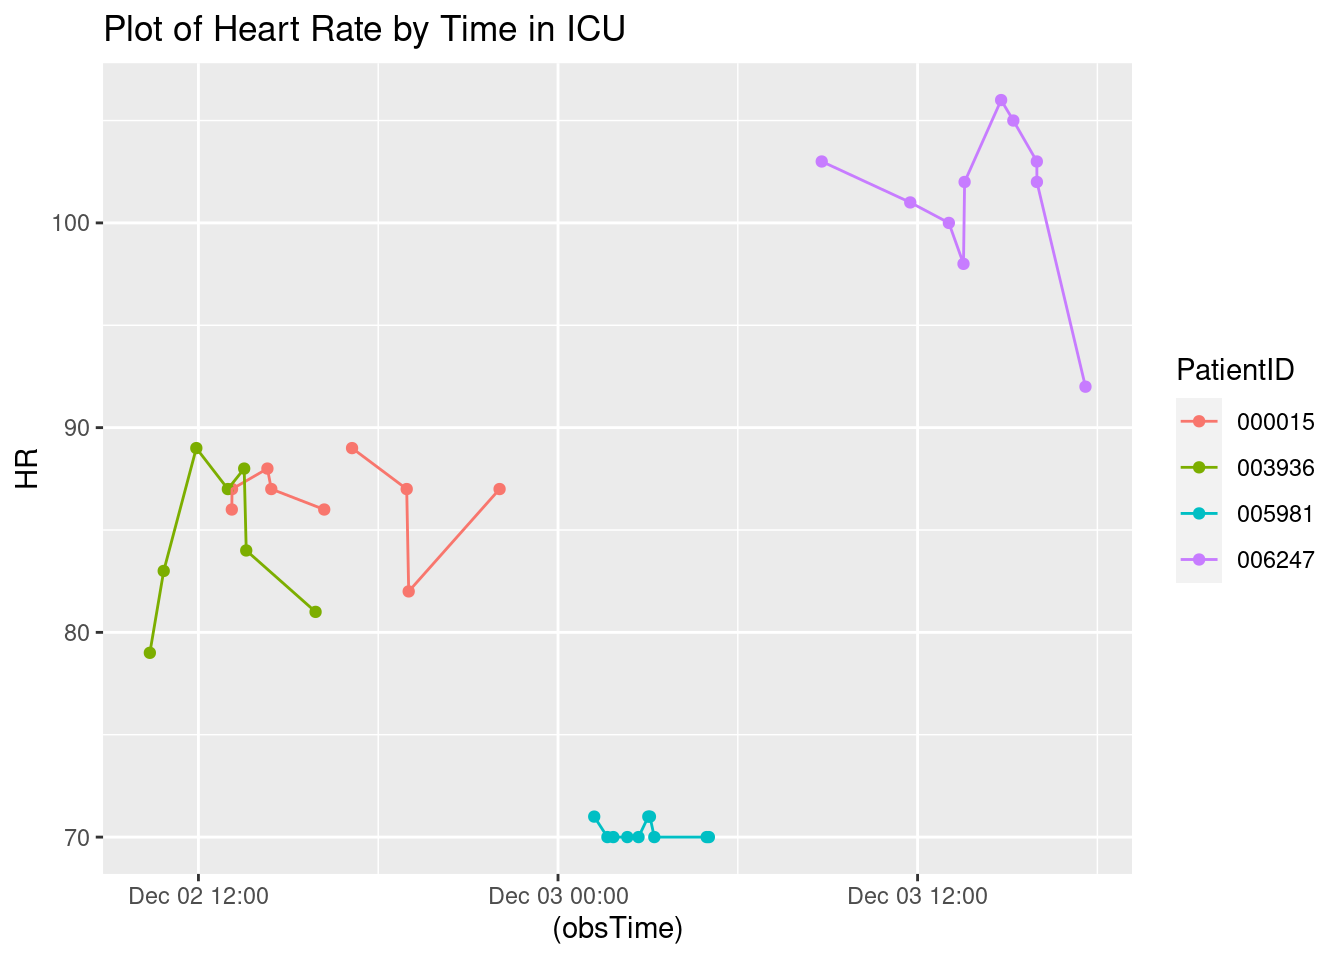 Plot of Heart Rate by Time in ICU
HR
100
90
80
70
Dec 02 12:00
Dec 03 00:00
Dec 03 12:00
(obsTime)
PatientID
000015
003936
005981
006247